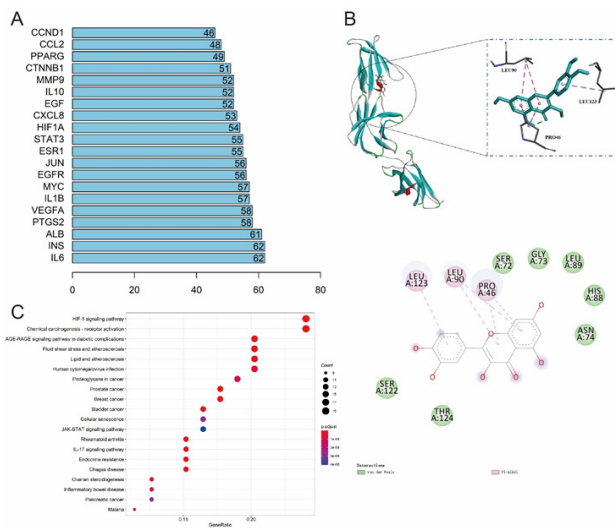 A
CCND1 46
CCL2 48
PPARG 49
CTNNB1 51
MMP9 52
IL10 52
EGF 52
CXCL8 53
HIF1A 54
STAT3 55
ESR1 55
JUN 56
EGFR 56
MYC 57
IL1B 57
VEGFA 58
PTGS2 58
ALB 61
INS 62
IL6 62
0 20 40 60 80
B
LEU90
LEU123
PRO46
LEU A:123
LEU A:90
PRO A:46
SER A:72
GLY A:73
LEU A:89
HIS A:88
ASN A:74
SER A:122
THR A:124
Interactions
van der Waals
Pi-Alkyl
C
HIF-1 signaling pathway
Chemical carcinogenesis - receptor activation
AGE-RAGE signaling pathway in diabetic complications
Fluid shear stress and atherosclerosis
Lipid and atherosclerosis
Human cytomegalovirus infection
Proteoglycans in cancer
Prostate cancer
Breast cancer
Bladder cancer
Cellular senescence
JAK-STAT signaling pathway
Rheumatoid arthritis
IL-17 signaling pathway
Endocrine resistance
Chagas disease
Ovarian steroidogenesis
Inflammatory bowel disease
Pancreatic cancer
Malaria
0.20
GeneRatio
Count
p.adjust